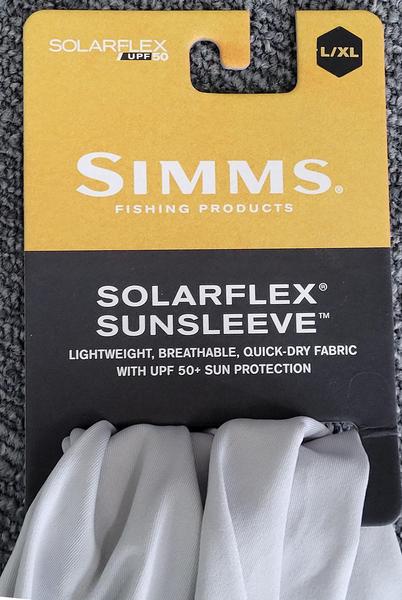 SOLARFLEX
UPF 50
L/XL
SIMMS®
FISHING PRODUCTS
SOLARFLEX®
SUNSLEEVE™
LIGHTWEIGHT, BREATHABLE, QUICK-DRY FABRIC
WITH UPF 50+ SUN PROTECTION